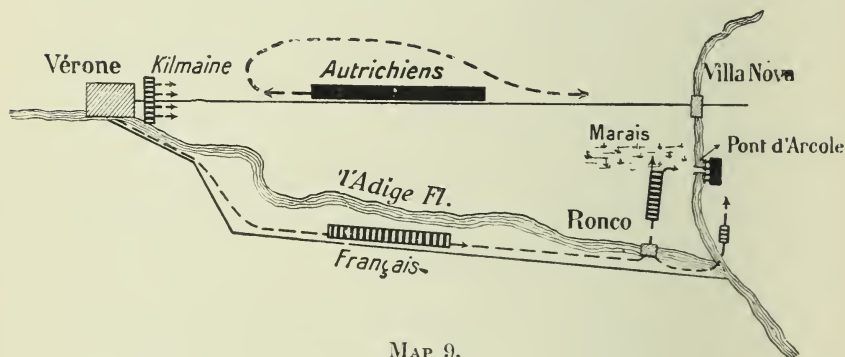 Vérone
Kilmaine
Autrichiens
Villa Nova
Marais
Pont d'Arcole
l'Adige Fl.
Ronco
Français
MAP 9.